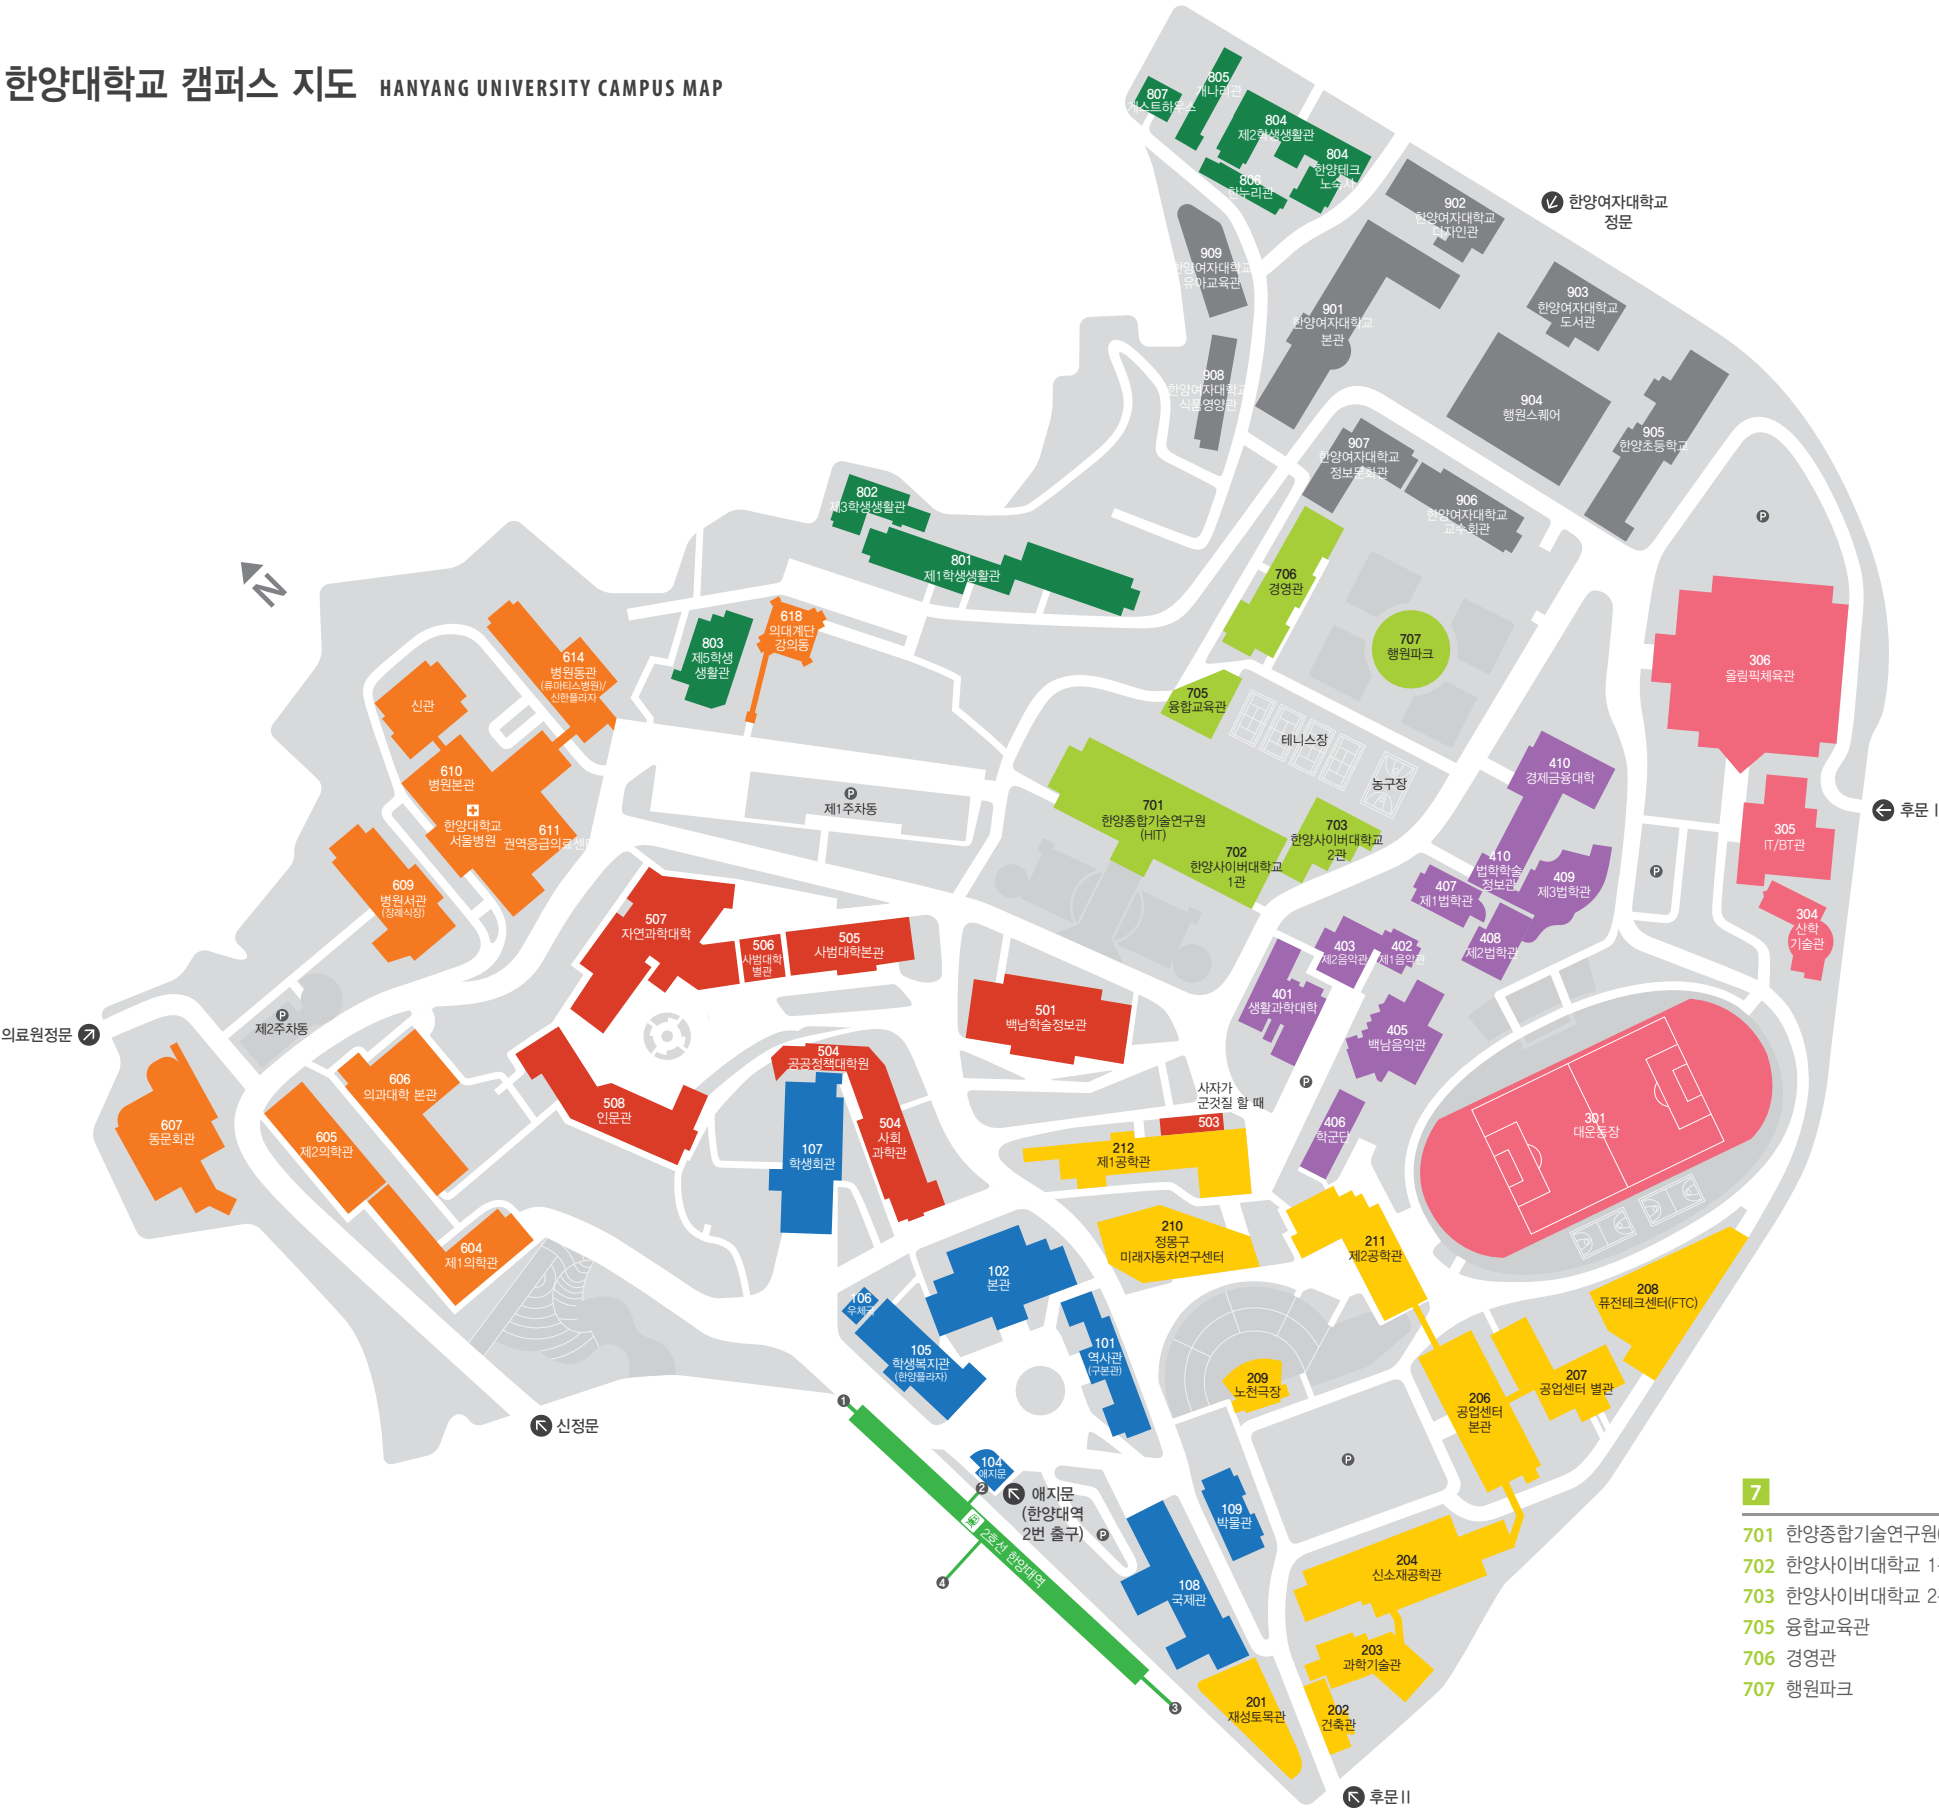 한양대학교 캠퍼스 지도 HANYANG UNIVERSITY CAMPUS MAP
805
개나리관
807
게스트하우스
804
제2학생생활관
804
한양테크
노숙사
806
한누리관
902
한양여자대학교
디자인관
한양여자대학교
정문
909
한양여자대학교
유아교육관
901
한양여자대학교
본관
903
한양여자대학교
도서관
908
한양여자대학교
식품영양관
904
행원스퀘어
905
한양초등학교
907
한양여자대학교
정보문화관
906
한양여자대학교
교수회관
P
802
제3학생생활관
801
제1학생생활관
706
경영관
N
803
제5학생
생활관
618
의대계단
강의동
707
행원파크
306
올림픽체육관
614
병원동관
(류마티스병원)/
신한플라자
신관
705
융합교육관
테니스장
농구장
610
병원본관
한양대학교
서울병원
611
권역응급의료센터
P
제1주차동
701
한양종합기술연구원
(HIT)
702
한양사이버대학교
1관
703
한양사이버대학교
2관
410
경제금융대학
후문 I
305
IT/BT관
410
법학학술
정보관
409
제3법학관
P
407
제1법학관
609
병원서관
(장례식장)
304
산학
기술관
507
자연과학대학
506
사범대학
별관
505
사범대학본관
403
제2음악관
402
제1음악관
408
제2법학관
401
생활과학대학
501
백남학술정보관
405
백남음악관
P
제2주차동
의료원정문
504
공공정책대학원
606
의과대학 본관
P
사자가
군것질 할 때
503
406
학군단
301
대운동장
607
동문회관
605
제2의학관
508
인문관
107
학생회관
504
사회
과학관
212
제1공학관
210
정몽구
미래자동차연구센터
211
제2공학관
604
제1의학관
102
본관
106
우체국
208
퓨전테크센터(FTC)
105
학생복지관
(한양플라자)
101
역사관
(구본관)
209
노천극장
206
공업센터
본관
207
공업센터 별관
1
신정문
104
애지문
2
애지문
(한양대역
2번 출구)
P
P
2호선 한양대역
4
3
109
박물관
108
국제관
204
신소재공학관
203
과학기술관
201
재성토목관
202
건축관
후문 II
7
701 한양종합기술연구원
702 한양사이버대학교 1
703 한양사이버대학교 2
705 융합교육관
706 경영관
707 행원파크